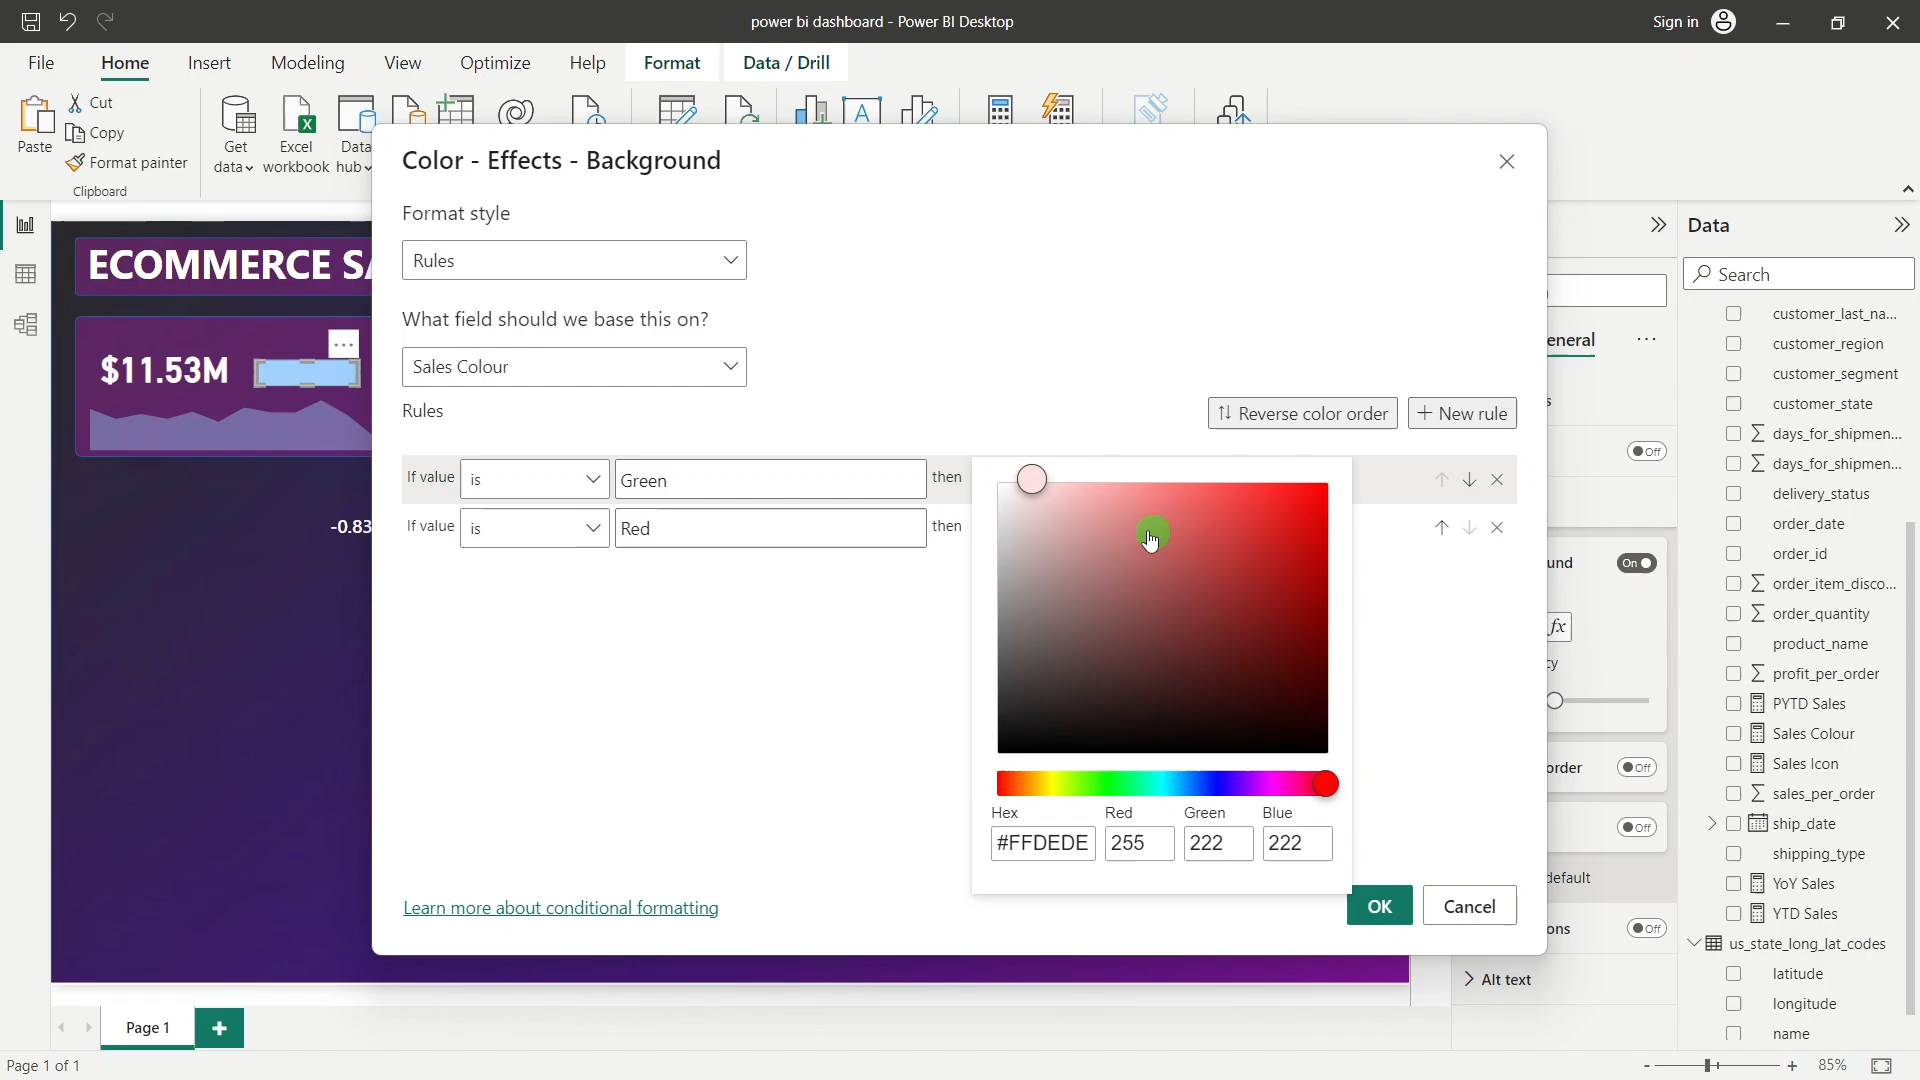 power bi dashboard - Power BI Desktop
Sign in
File Home Insert Modeling View Optimize Help Format Data / Drill
Paste
Cut
Copy
Format painter
Clipboard
Get
data
Excel
workbook
Data
hub
ECOMMERCE SA
$11.53M
-0.83
Color - Effects - Background
Format style
Rules
What field should we base this on?
Sales Colour
Rules
Reverse color order
New rule
If value is Green then
If value is Red then
Hex Red Green Blue
#FFDEDE 255 222 222
Learn more about conditional formatting
OK
Cancel
eneral
s
Off
und
On
fx
cy
order
Off
Off
default
ons
Off
Alt text
Data
Search
customer_last_na...
customer_region
customer_segment
customer_state
days_for_shipmen...
days_for_shipmen...
delivery_status
order_date
order_id
order_item_disco...
order_quantity
product_name
profit_per_order
PYTD Sales
Sales Colour
Sales Icon
sales_per_order
ship_date
shipping_type
YoY Sales
YTD Sales
us_state_long_lat_codes
latitude
longitude
name
Page 1
Page 1 of 1
85%